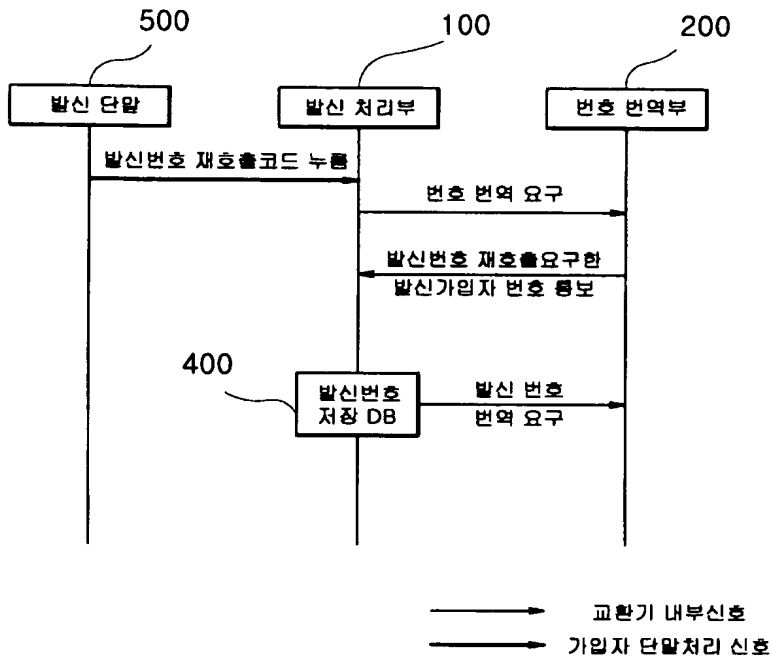 500
100
200
발신 단말
발신 처리부
번호 번역부
발신번호 재호출코드 누름
번호 번역 요구
발신번호 재호출요구한
발신가입자 번호 통보
400
발신번호
저장 DB
발신 번호
번역 요구
교환기 내부신호
가입자 단말처리 신호